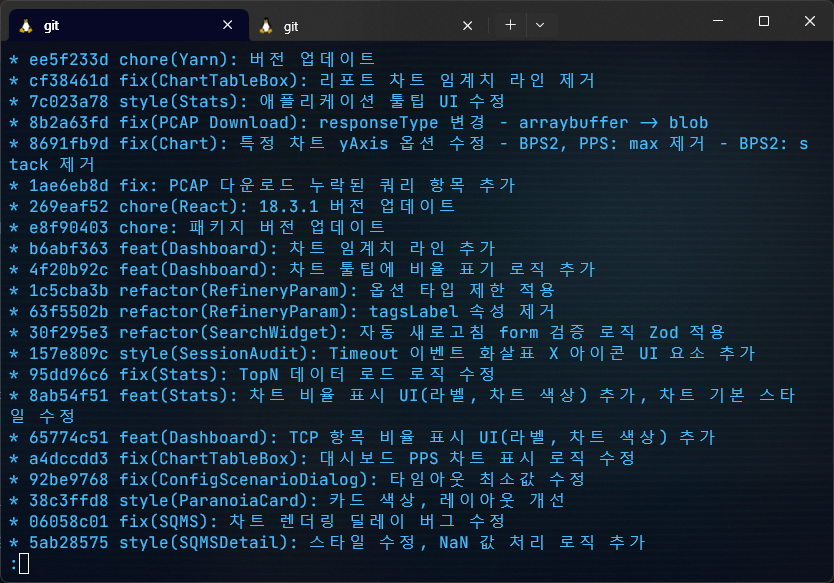 git
git
* ee5f233d chore(Yarn): 버전 업데이트
* cf38461d fix(ChartTableBox): 리포트 차트 임계치 라인 제거
* 7c023a78 style(Stats): 애플리케이션 툴팁 UI 수정
* 8b2a63fd fix(PCAP Download): responseType 변경 - arraybuffer -> blob
* 8691fb9d fix(Chart): 특정 차트 yAxis 옵션 수정 - BPS2, PPS: max 제거 - BPS2: s
tack 제거
* 1ae6eb8d fix: PCAP 다운로드 누락된 쿼리 항목 추가
* 269eaf52 chore(React): 18.3.1 버전 업데이트
* e8f90403 chore: 패키지 버전 업데이트
* b6abf363 feat(Dashboard): 차트 임계치 라인 추가
* 4f20b92c feat(Dashboard): 차트 툴팁에 비율 표기 로직 추가
* 1c5cba3b refactor(RefineryParam): 옵션 타입 제한 적용
* 63f5502b refactor(RefineryParam): tagsLabel 속성 제거
* 30f295e3 refactor(SearchWidget): 자동 새로고침 form 검증 로직 Zod 적용
* 157e809c style(SessionAudit): Timeout 이벤트 화살표 X 아이콘 UI 요소 추가
* 95dd96c6 fix(Stats): TopN 데이터 로드 로직 수정
* 8ab54f51 feat(Stats): 차트 비율 표시 UI(라벨, 차트 색상) 추가, 차트 기본 스타
일 수정
* 65774c51 feat(Dashboard): TCP 항목 비율 표시 UI(라벨, 차트 색상) 추가
* a4dccdd3 fix(ChartTableBox): 대시보드 PPS 차트 표시 로직 수정
* 92be9768 fix(ConfigScenarioDialog): 타임아웃 최소값 수정
* 38c3ffd8 style(ParanoiaCard): 카드 색상, 레이아웃 개선
* 06058c01 fix(SQMS): 차트 렌더링 딜레이 버그 수정
* 5ab28575 style(SQMSDetail): 스타일 수정, NaN 값 처리 로직 추가
: